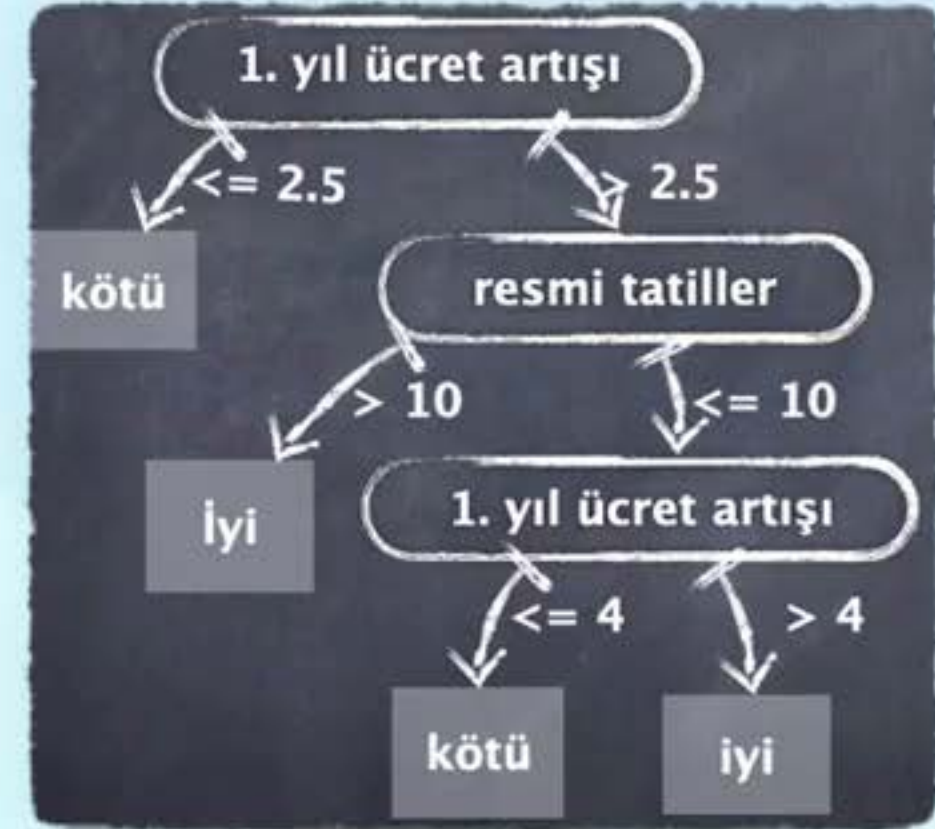 1. yıl ücret artışı
<= 2.5
> 2.5
kötü
resmi tatiller
> 10
<= 10
İyi
1. yıl ücret artışı
<= 4
> 4
kötü
iyi